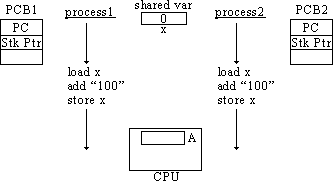 PCB1 process1 shared var process2 PCB2
PC 0 PC
Stk Ptr x Stk Ptr
load x load x
add “100” add “100”
store x store x
A
CPU